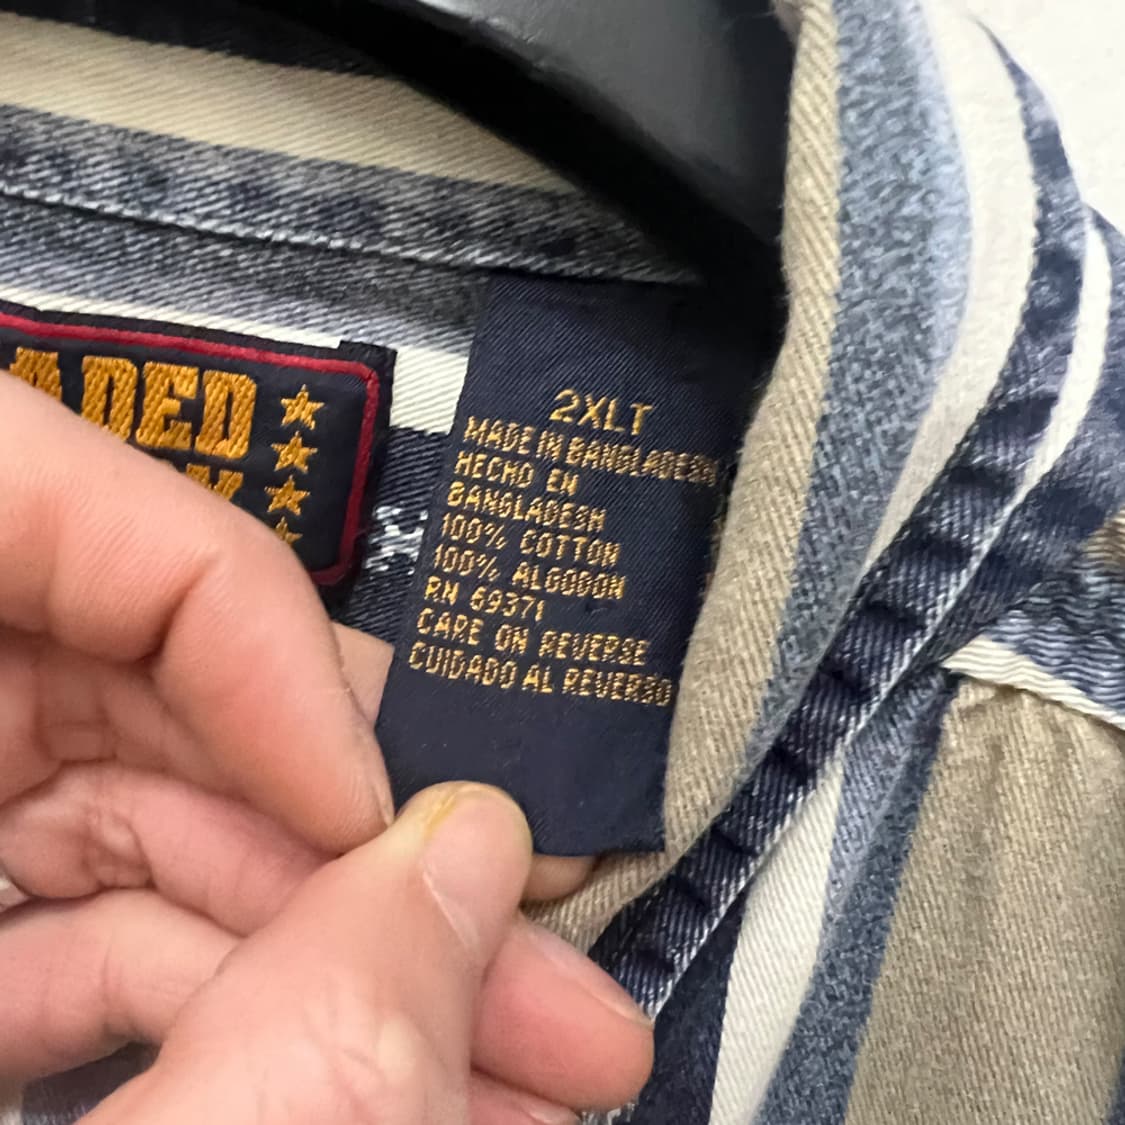 ADED
2XLT
MADE IN BANGLADESH
HECHO EN
BANGLADESH
100% COTTON
100% ALGODON
RN 69371
CARE ON REVERSE
CUIDADO AL REVERSO